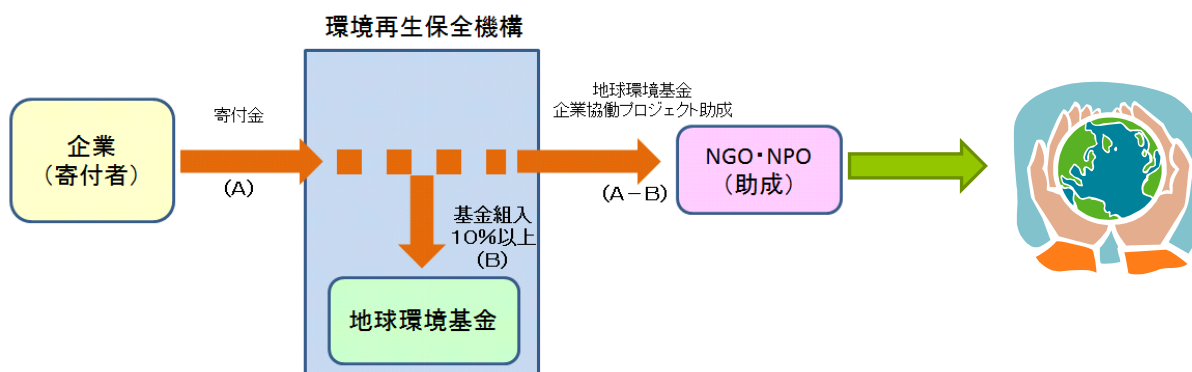 環境再生保全機構
企業
(寄付者)
寄付金
(A)
基金組入
10%以上
(B)
地球環境基金
地球環境基金
企業協働プロジェクト助成
(A-B)
NGO・NPO
(助成)